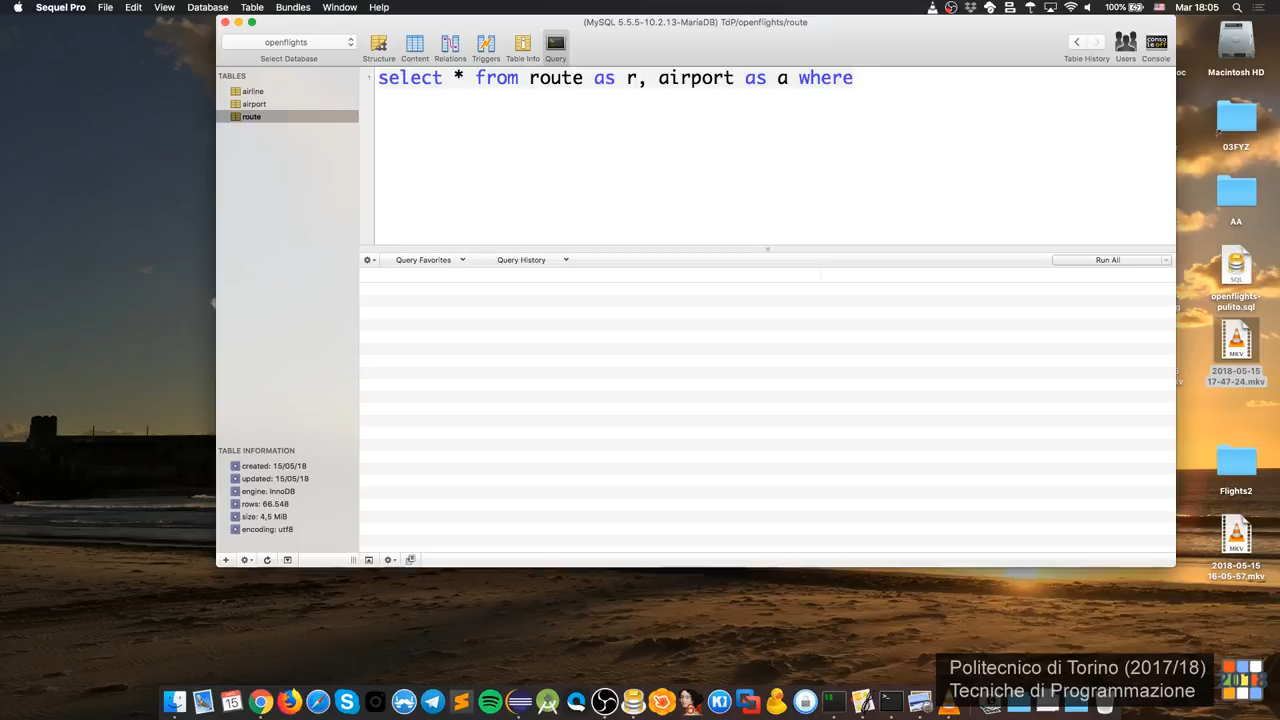 Sequel Pro File Edit View Database Table Bundles Window Help
100% Mar 18:05
(MySQL 5.5.5-10.2.13-MariaDB) TdP/openflights/route
openflights
Select Database
Structure Content Relations Triggers Table Info Query
Table History Users Console
conso
le off
TABLES
airline
airport
route
1 select * from route as r, airport as a where
Query Favorites Query History Run All
TABLE INFORMATION
created: 15/05/18
updated: 15/05/18
engine: InnoDB
rows: 66.548
size: 4,5 MiB
encoding: utf8
Macintosh HD
03FYZ
AA
SQL
openflights-
pulito.sql
MKV
2018-05-15
17-47-24.mkv
Flights2
MKV
2018-05-15
16-05-57.mkv
Politecnico di Torino (2017/18)
Tecniche di Programmazione
2018